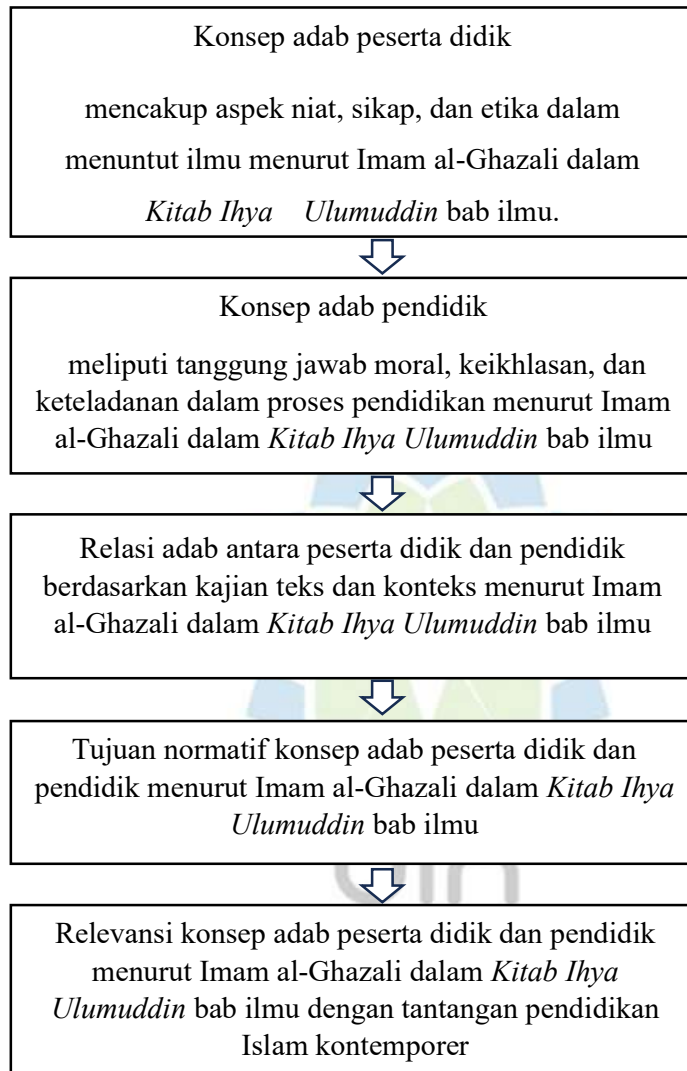 Konsep adab peserta didik
mencakup aspek niat, sikap, dan etika dalam
menuntut ilmu menurut Imam al-Ghazali dalam
Kitab Ihya Ulumuddin bab ilmu.
Konsep adab pendidik
meliputi tanggung jawab moral, keikhlasan, dan
keteladanan dalam proses pendidikan menurut Imam
al-Ghazali dalam Kitab Ihya Ulumuddin bab ilmu
Relasi adab antara peserta didik dan pendidik
berdasarkan kajian teks dan konteks menurut Imam
al-Ghazali dalam Kitab Ihya Ulumuddin bab ilmu
Tujuan normatif konsep adab peserta didik dan
pendidik menurut Imam al-Ghazali dalam Kitab Ihya
Ulumuddin bab ilmu
Relevansi konsep adab peserta didik dan pendidik
menurut Imam al-Ghazali dalam Kitab Ihya
Ulumuddin bab ilmu dengan tantangan pendidikan
Islam kontemporer